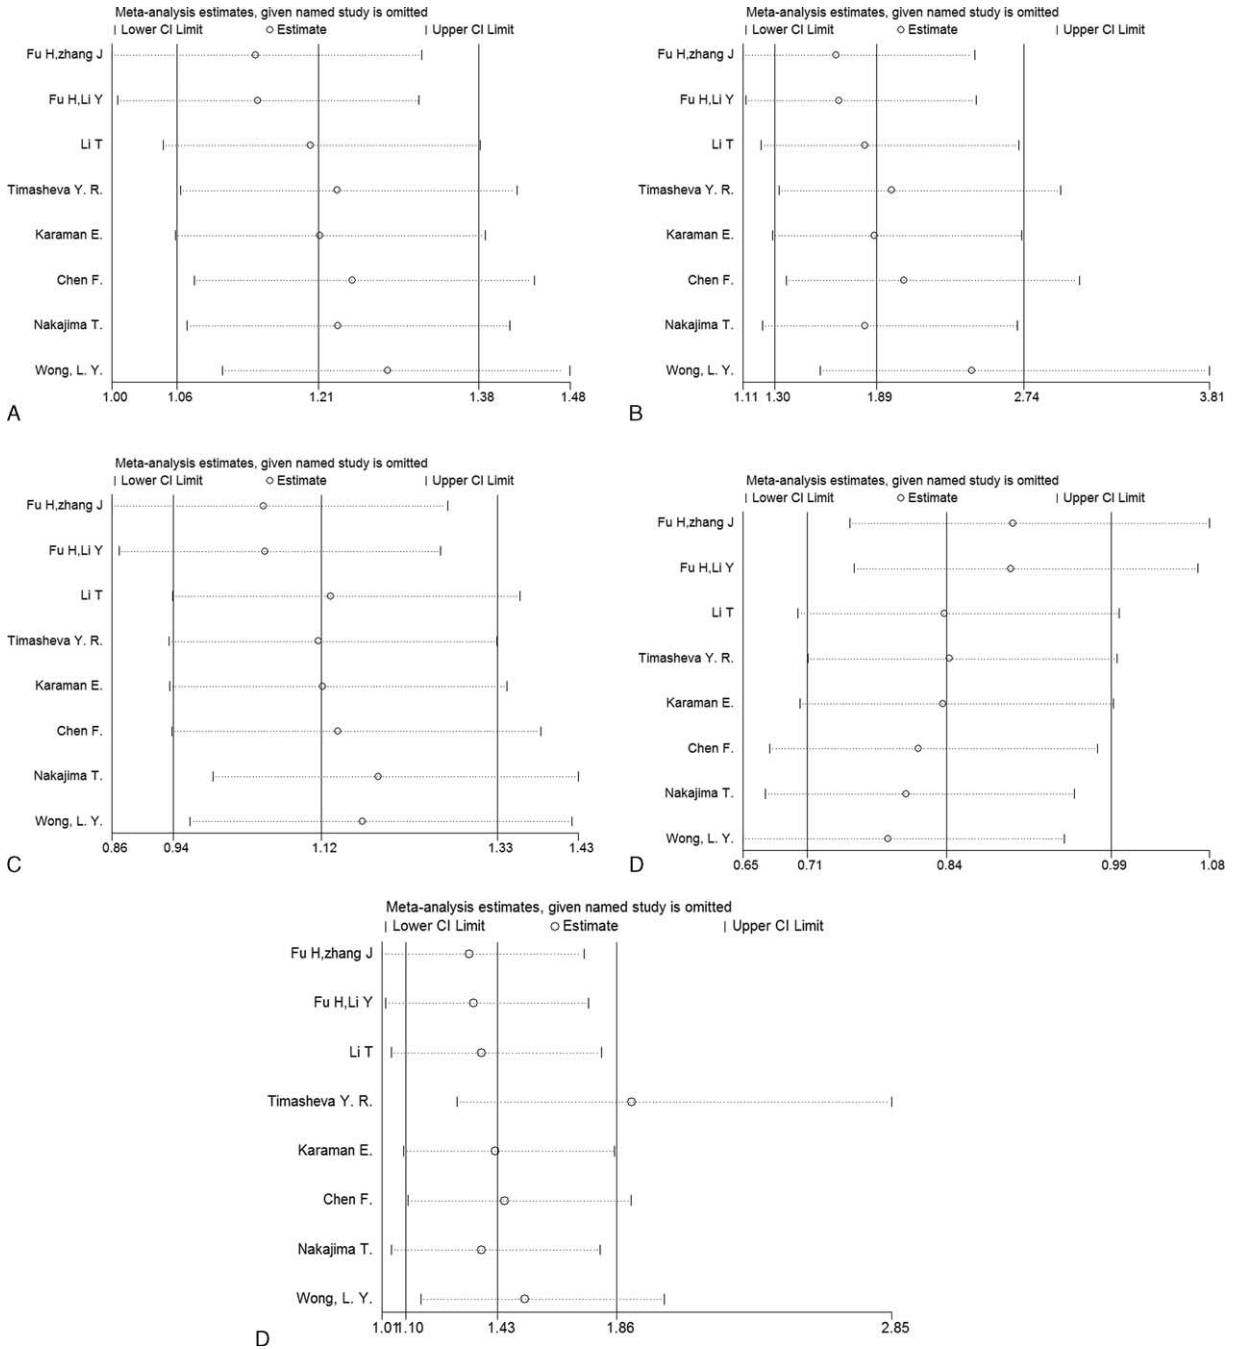 Meta-analysis estimates, given named study is omitted
| Lower CI Limit ○ Estimate | Upper CI Limit
Fu H,zhang J
Fu H,Li Y
Li T
Timasheva Y. R.
Karaman E.
Chen F.
Nakajima T.
Wong, L. Y.
1.00 1.06 1.21 1.38 1.48
A
Meta-analysis estimates, given named study is omitted
| Lower CI Limit ○ Estimate | Upper CI Limit
Fu H,zhang J
Fu H,Li Y
Li T
Timasheva Y. R.
Karaman E.
Chen F.
Nakajima T.
Wong, L. Y.
1.11 1.30 1.89 2.74 3.81
B
Meta-analysis estimates, given named study is omitted
| Lower CI Limit ○ Estimate | Upper CI Limit
Fu H,zhang J
Fu H,Li Y
Li T
Timasheva Y. R.
Karaman E.
Chen F.
Nakajima T.
Wong, L. Y.
0.86 0.94 1.12 1.33 1.43
C
Meta-analysis estimates, given named study is omitted
| Lower CI Limit ○ Estimate | Upper CI Limit
Fu H,zhang J
Fu H,Li Y
Li T
Timasheva Y. R.
Karaman E.
Chen F.
Nakajima T.
Wong, L. Y.
0.65 0.71 0.84 0.99 1.08
D
Meta-analysis estimates, given named study is omitted
| Lower CI Limit ○ Estimate | Upper CI Limit
Fu H,zhang J
Fu H,Li Y
Li T
Timasheva Y. R.
Karaman E.
Chen F.
Nakajima T.
Wong, L. Y.
1.01 1.10 1.43 1.86 2.85
D